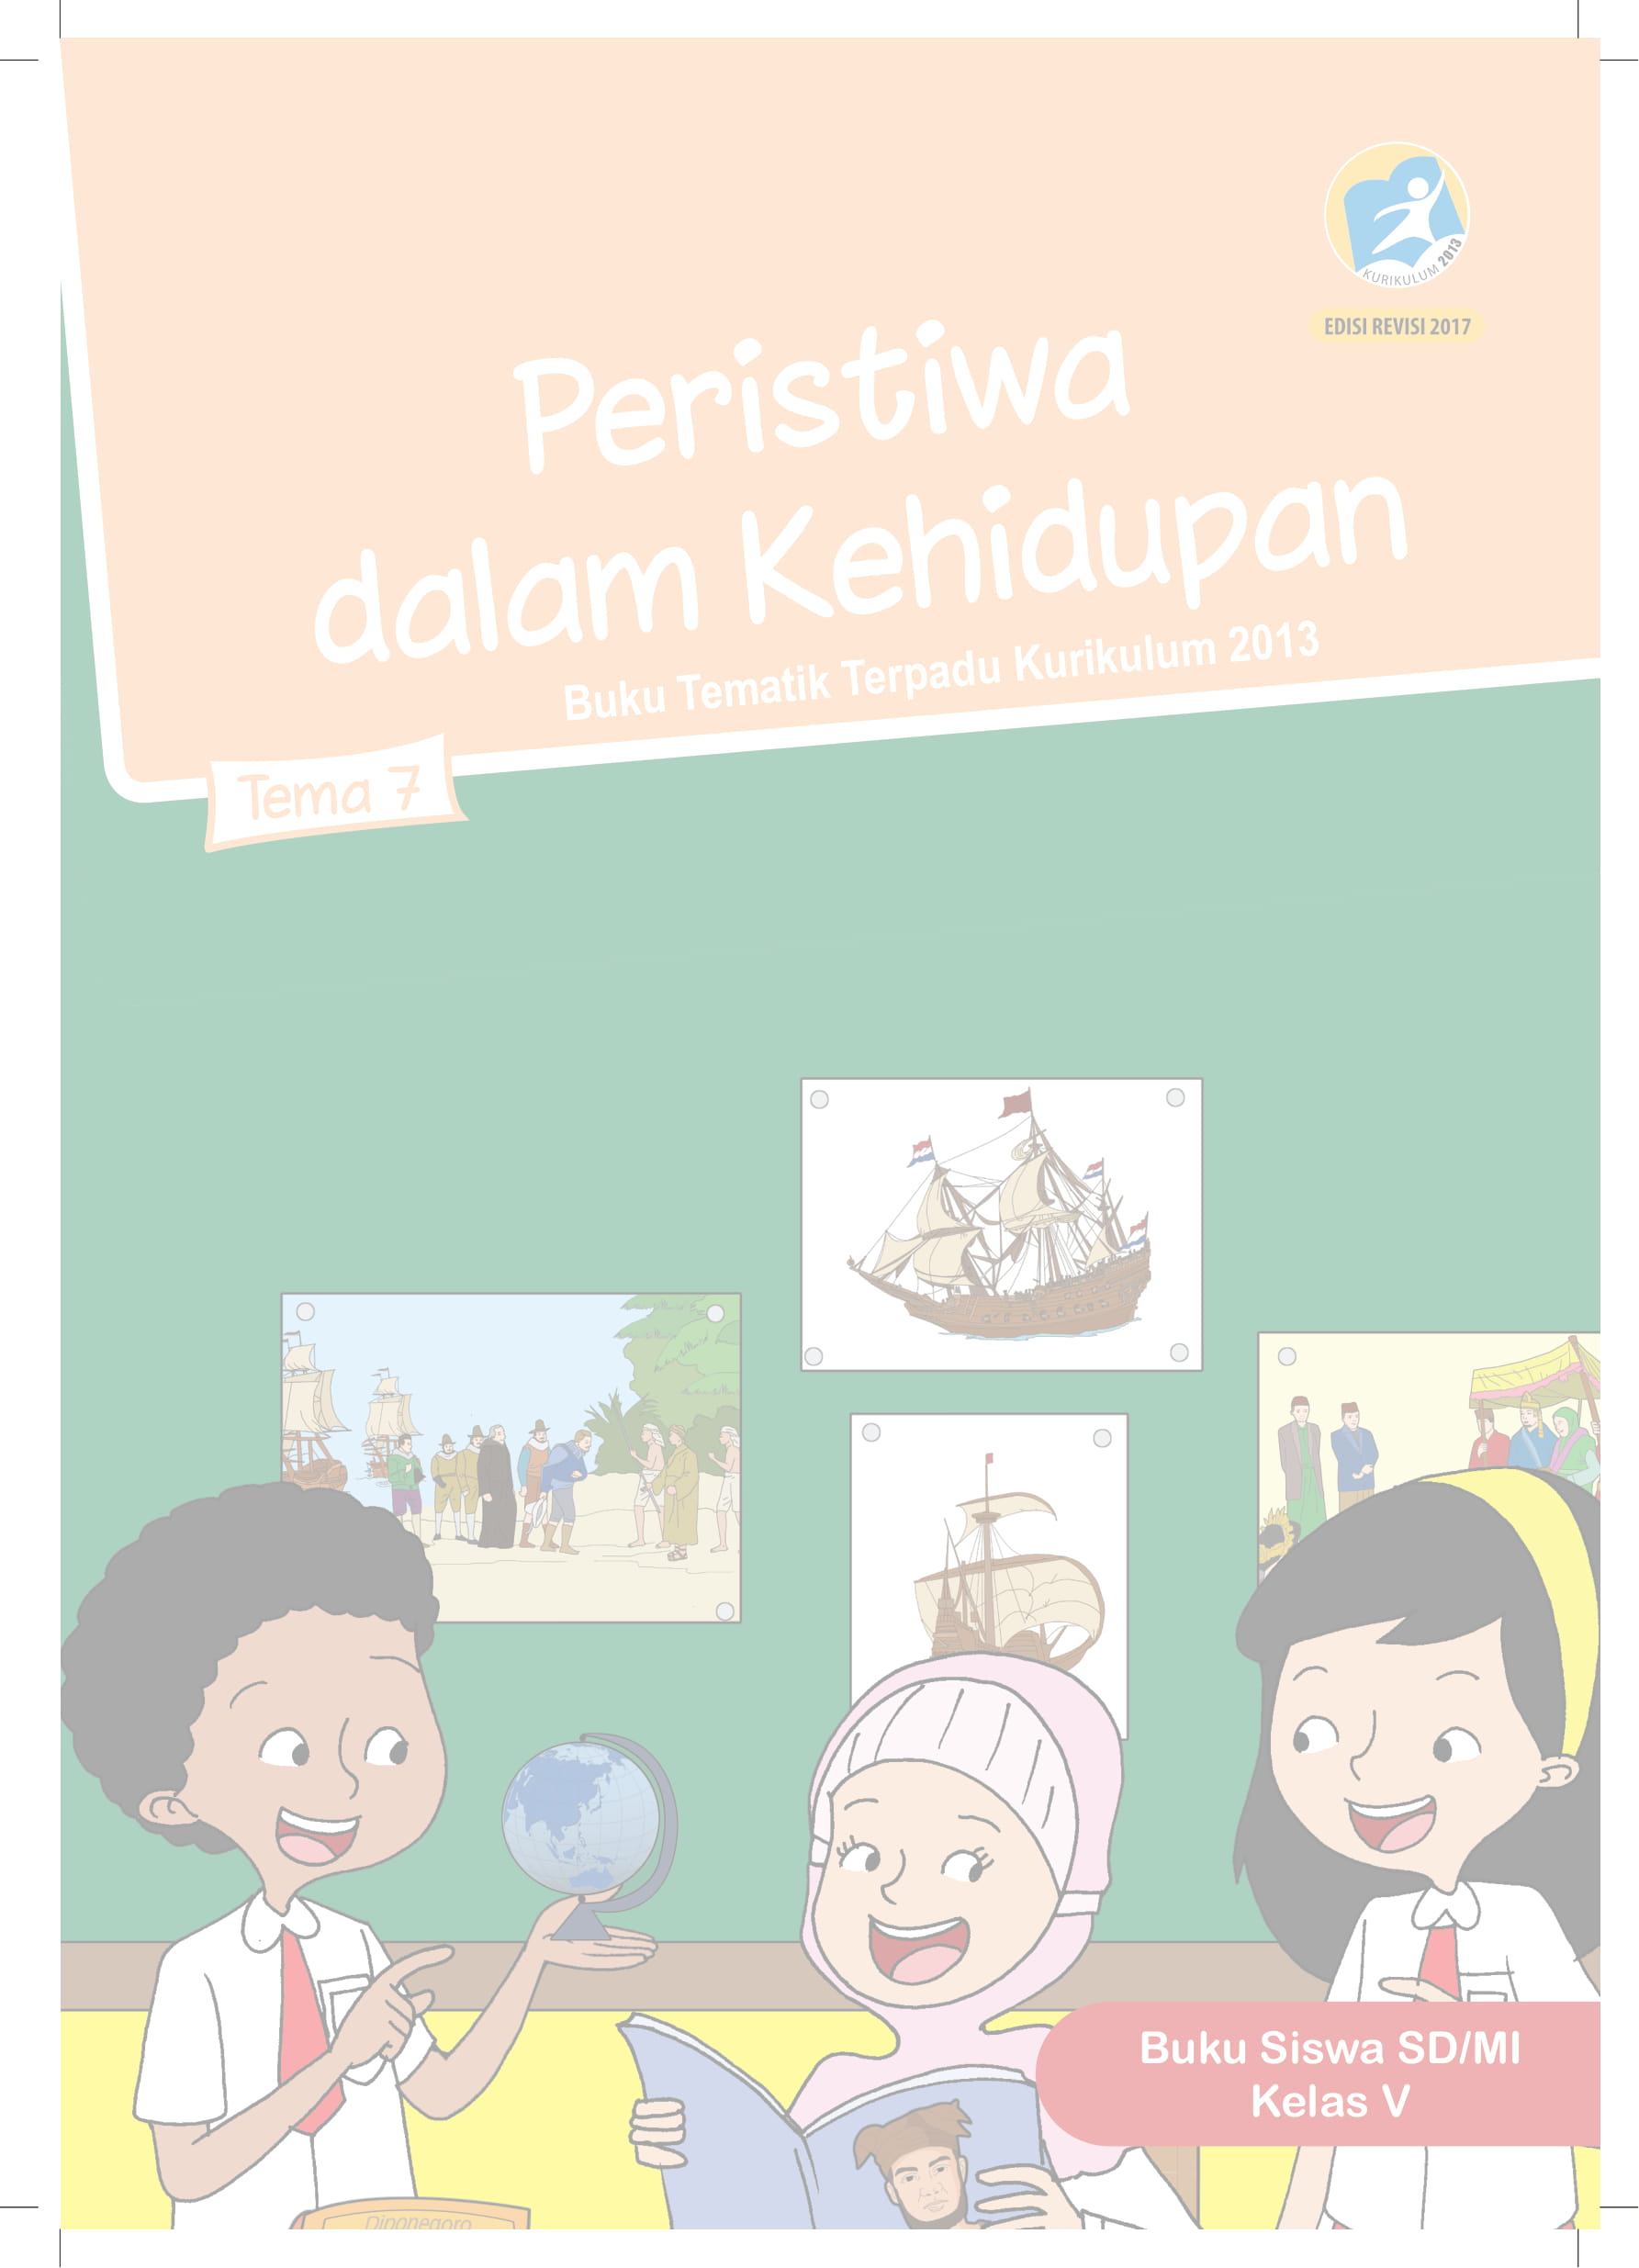 KURIKULUM 2013
EDISI REVISI 2017
Peristiwa
dalam Kehidupan
Buku Tematik Terpadu Kurikulum 2013
Tema 7
Buku Siswa SD/MI
Kelas V
Diponegoro